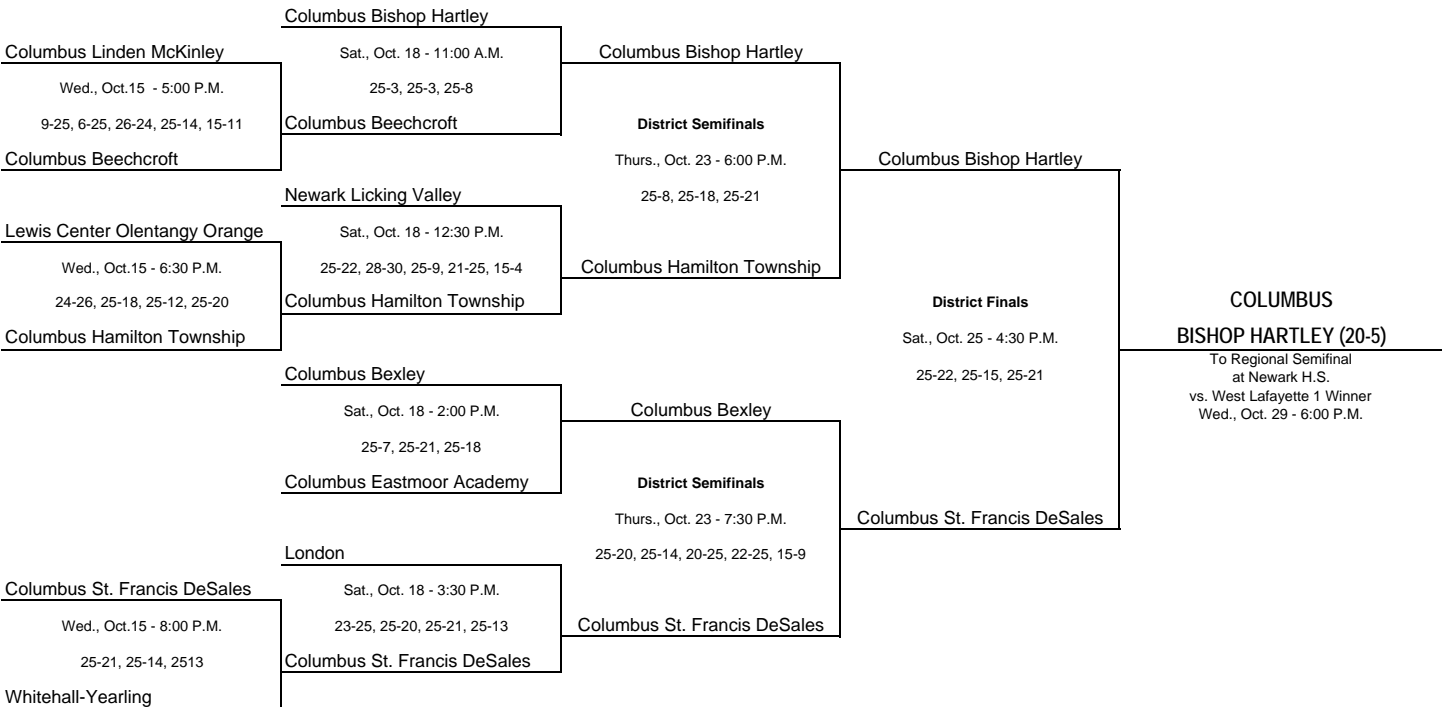 Columbus Bishop Hartley
Columbus Linden McKinley
Sat., Oct. 18 - 11:00 A.M.
Columbus Bishop Hartley
Wed., Oct.15 - 5:00 P.M.
25-3, 25-3, 25-8
9-25, 6-25, 26-24, 25-14, 15-11
Columbus Beechcroft
District Semifinals
Columbus Beechcroft
Thurs., Oct. 23 - 6:00 P.M.
Columbus Bishop Hartley
Newark Licking Valley
25-8, 25-18, 25-21
Lewis Center Olentangy Orange
Sat., Oct. 18 - 12:30 P.M.
Wed., Oct.15 - 6:30 P.M.
25-22, 28-30, 25-9, 21-25, 15-4
Columbus Hamilton Township
24-26, 25-18, 25-12, 25-20
Columbus Hamilton Township
District Finals
COLUMBUS
Columbus Hamilton Township
Sat., Oct. 25 - 4:30 P.M.
BISHOP HARTLEY (20-5)
To Regional Semifinal
Columbus Bexley
25-22, 25-15, 25-21
at Newark H.S.
vs. West Lafayette 1 Winner
Sat., Oct. 18 - 2:00 P.M.
Columbus Bexley
Wed., Oct. 29 - 6:00 P.M.
25-7, 25-21, 25-18
Columbus Eastmoor Academy
District Semifinals
Thurs., Oct. 23 - 7:30 P.M.
Columbus St. Francis DeSales
London
25-20, 25-14, 20-25, 22-25, 15-9
Columbus St. Francis DeSales
Sat., Oct. 18 - 3:30 P.M.
Wed., Oct.15 - 8:00 P.M.
23-25, 25-20, 25-21, 25-13
Columbus St. Francis DeSales
25-21, 25-14, 2513
Columbus St. Francis DeSales
Whitehall-Yearling